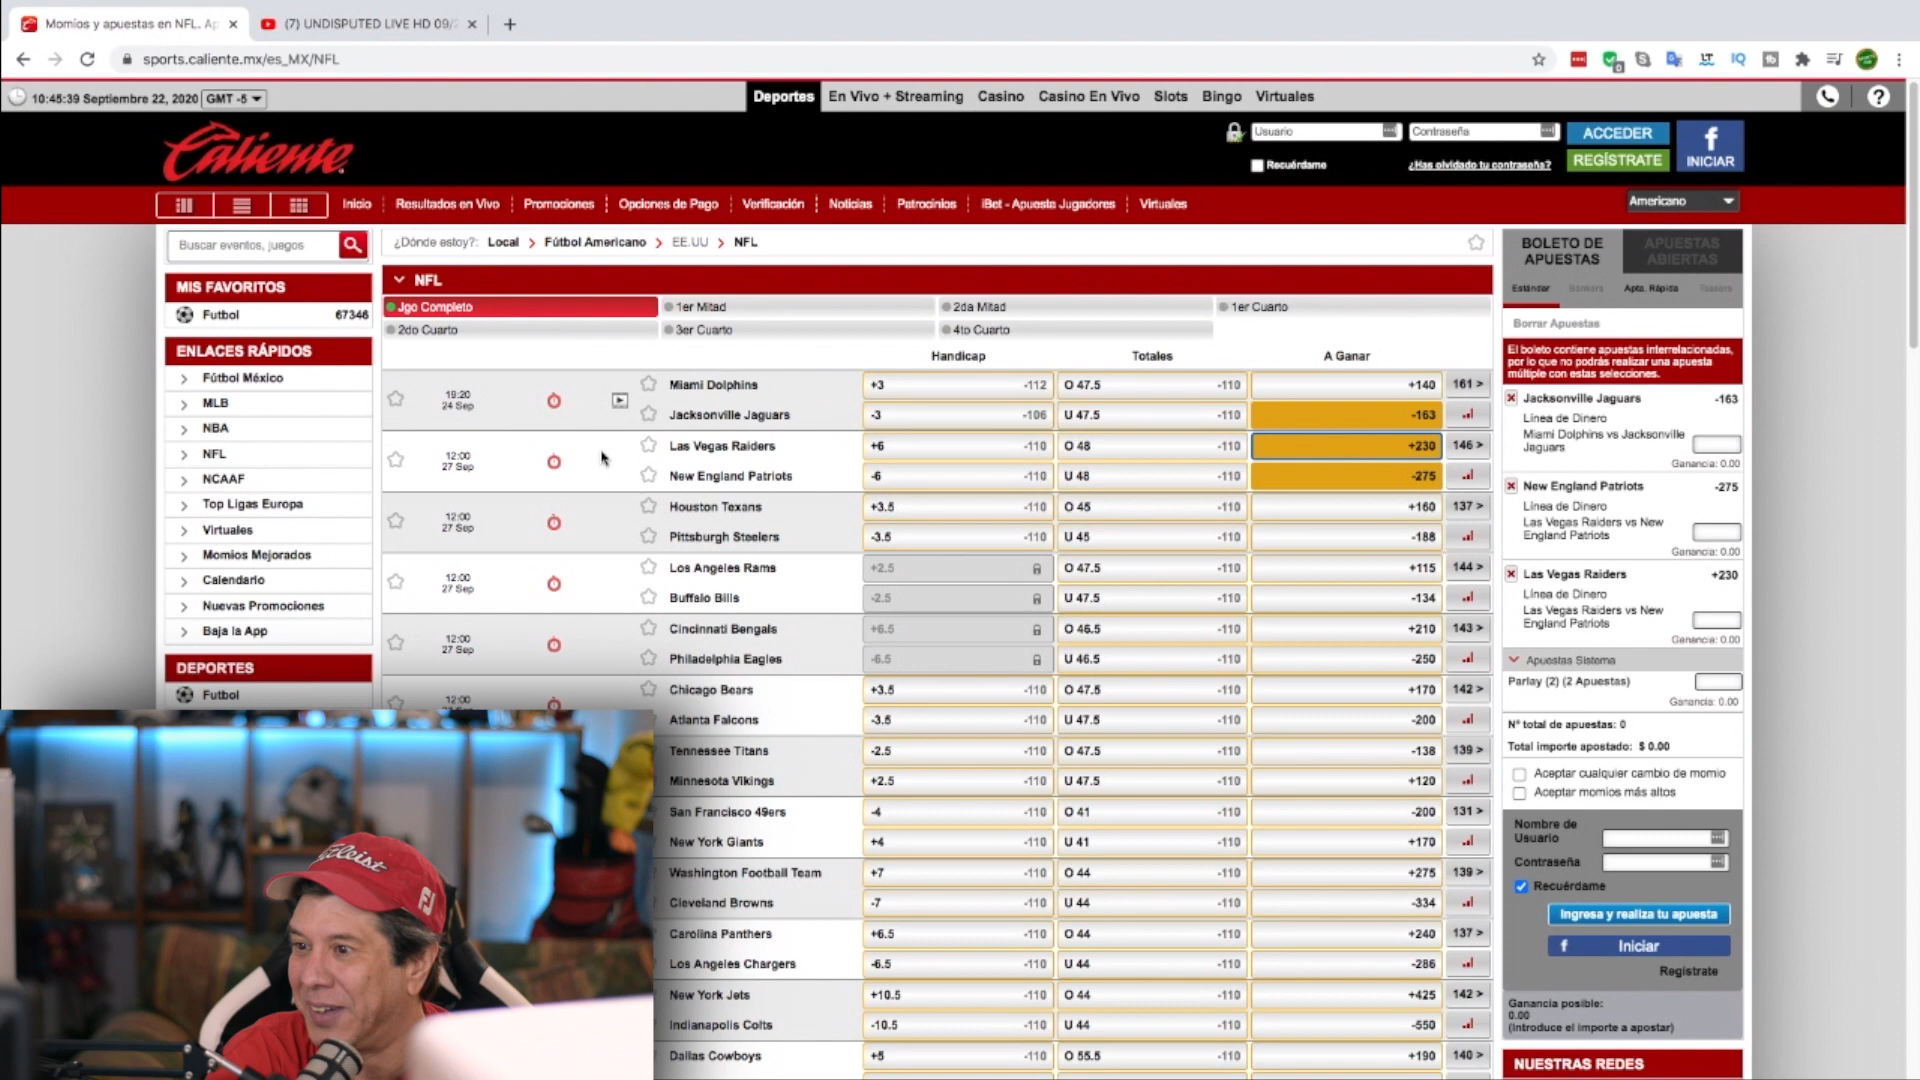 Momios y apuestas en NFL. Ap
(7) UNDISPUTED LIVE HD 09/2
sports.caliente.mx/es_MX/NFL
10:45:39 Septiembre 22, 2020 GMT -5
Deportes En Vivo + Streaming Casino Casino En Vivo Slots Bingo Virtuales
Caliente
Usuario Contraseña ACCEDER
Recuérdame ¿Has olvidado tu contraseña? REGÍSTRATE
f INICIAR
Inicio Resultados en Vivo Promociones Opciones de Pago Verificación Noticias Patrocinios iBet - Apuesta Jugadores Virtuales Americano
Buscar eventos, juegos
MIS FAVORITOS
Futbol 67346
ENLACES RÁPIDOS
Fútbol México
MLB
NBA
NFL
NCAAF
Top Ligas Europa
Virtuales
Momios Mejorados
Calendario
Nuevas Promociones
Baja la App
DEPORTES
Futbol
¿Dónde estoy?: Local > Fútbol Americano > EE.UU > NFL
NFL
Jgo Completo 1er Mitad 2da Mitad 1er Cuarto
2do Cuarto 3er Cuarto 4to Cuarto
Handicap Totales A Ganar
19:20
24 Sep
Miami Dolphins +3 -112 O 47.5 -110 +140 161 >
Jacksonville Jaguars -3 -106 U 47.5 -110 -163
12:00
27 Sep
Las Vegas Raiders +6 -110 O 48 -110 +230 146 >
New England Patriots -6 -110 U 48 -110 -275
12:00
27 Sep
Houston Texans +3.5 -110 O 45 -110 +160 137 >
Pittsburgh Steelers -3.5 -110 U 45 -110 -188
12:00
27 Sep
Los Angeles Rams +2.5 O 47.5 -110 +115 144 >
Buffalo Bills -2.5 U 47.5 -110 -134
12:00
27 Sep
Cincinnati Bengals +6.5 O 46.5 -110 +210 143 >
Philadelphia Eagles -6.5 U 46.5 -110 -250
12:00
Chicago Bears +3.5 -110 O 47.5 -110 +170 142 >
Atlanta Falcons -3.5 -110 U 47.5 -110 -200
Tennessee Titans -2.5 -110 O 47.5 -110 -138 139 >
Minnesota Vikings +2.5 -110 U 47.5 -110 +120
San Francisco 49ers -4 -110 O 41 -110 -200 131 >
New York Giants +4 -110 U 41 -110 +170
Washington Football Team +7 -110 O 44 -110 +275 139 >
Cleveland Browns -7 -110 U 44 -110 -334
Carolina Panthers +6.5 -110 O 44 -110 +240 137 >
Los Angeles Chargers -6.5 -110 U 44 -110 -286
New York Jets +10.5 -110 O 44 -110 +425 142 >
Indianapolis Colts -10.5 -110 U 44 -110 -550
Dallas Cowboys +5 -110 O 55.5 -110 +190 140 >
BOLETO DE APUESTAS
APUESTAS ABIERTAS
Estándar Bankers Apta. Rápida Teasers
Borrar Apuestas
El boleto contiene apuestas interrelacionadas,
por lo que no podrás realizar una apuesta
múltiple con estas selecciones.
Jacksonville Jaguars -163
Línea de Dinero
Miami Dolphins vs Jacksonville
Jaguars
Ganancia: 0.00
New England Patriots -275
Línea de Dinero
Las Vegas Raiders vs New
England Patriots
Ganancia: 0.00
Las Vegas Raiders +230
Línea de Dinero
Las Vegas Raiders vs New
England Patriots
Ganancia: 0.00
Apuestas Sistema
Parlay (2) (2 Apuestas)
Ganancia: 0.00
Nº total de apuestas: 0
Total importe apostado: $ 0.00
Aceptar cualquier cambio de momio
Aceptar momios más altos
Nombre de
Usuario
Contraseña
Recuérdame
Ingresa y realiza tu apuesta
f Iniciar
Regístrate
Ganancia posible:
0.00
(Introduce el importe a apostar)
NUESTRAS REDES
Titleist
FJ